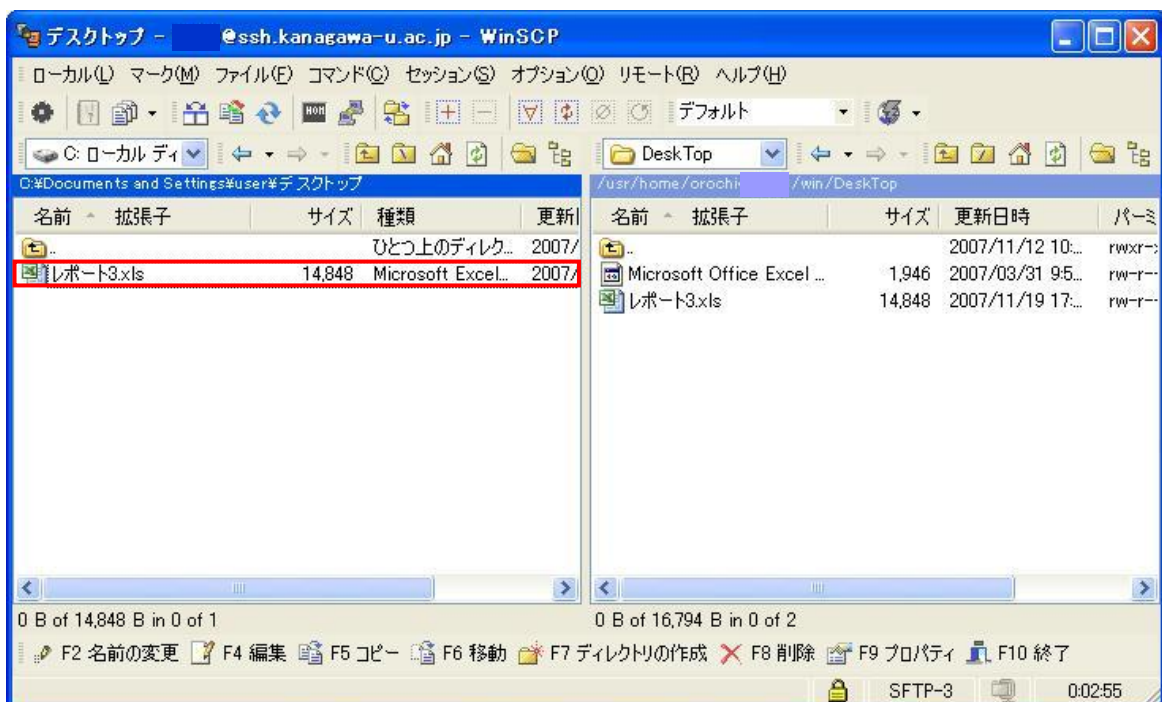 デスクトップ - @ssh.kanagawa-u.ac.jp - WinSCP
ローカル(L) マーク(M) ファイル(F) コマンド(C) セッション(S) オプション(O) リモート(R) ヘルプ(H)
デフォルト
C: ローカル ディ DeskTop
C:¥Documents and Settings¥user¥デスクトップ /usr/home/orochi /win/DeskTop
名前 拡張子 サイズ 種類 更新 名前 拡張子 サイズ 更新日時 パーミ
.. ひとつ上のディレク... 2007/ .. 2007/11/12 10:... rwxr-
レポート3.xls 14,848 Microsoft Excel... 2007/ Microsoft Office Excel ... 1,946 2007/03/31 9:5... rw-r--
レポート3.xls 14,848 2007/11/19 17:... rw-r--
0 B of 14,848 B in 0 of 1 0 B of 16,794 B in 0 of 2
F2 名前の変更 F4 編集 F5 コピー F6 移動 F7 ディレクトリの作成 F8 削除 F9 プロパティ F10 終了
SFTP-3 0:02:55